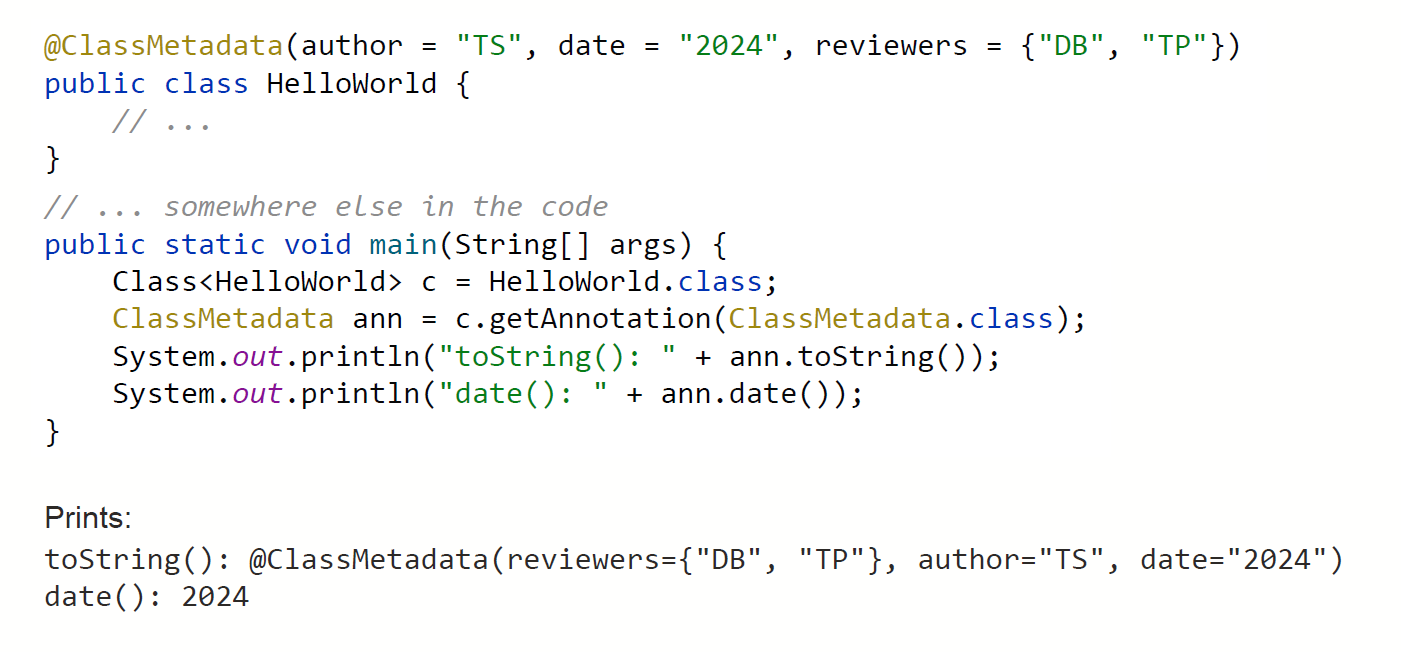 @ClassMetadata(author = "TS", date = "2024", reviewers = {"DB", "TP"})
public class HelloWorld {
    // ...
}
// ... somewhere else in the code
public static void main(String[] args) {
    Class<HelloWorld> c = HelloWorld.class;
    ClassMetadata ann = c.getAnnotation(ClassMetadata.class);
    System.out.println("toString(): " + ann.toString());
    System.out.println("date(): " + ann.date());
}
Prints:
toString(): @ClassMetadata(reviewers={"DB", "TP"}, author="TS", date="2024")
date(): 2024